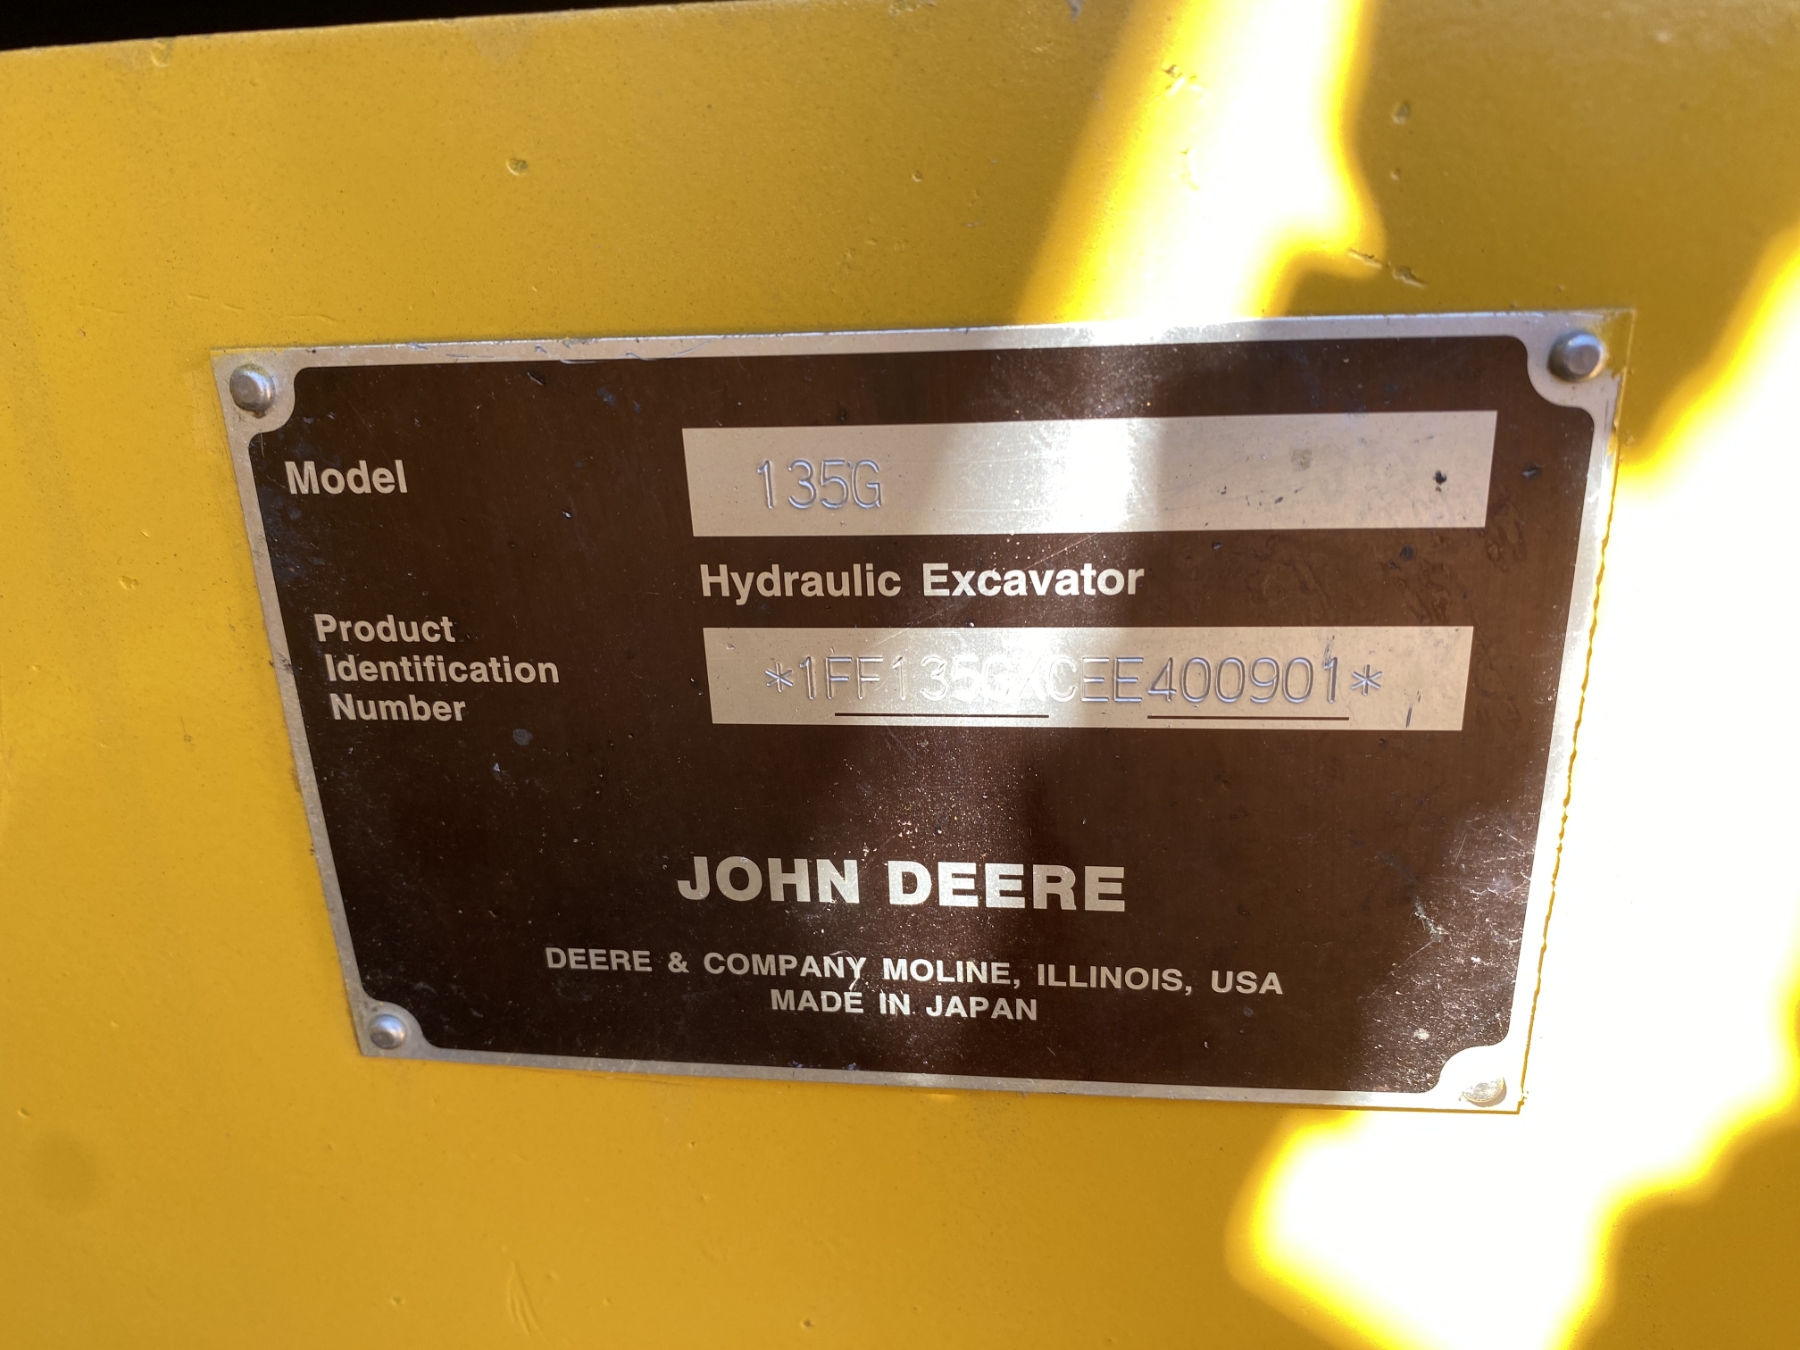 Model 135G
Hydraulic Excavator
Product
Identification
Number
*1FF135GXCEE400901*
JOHN DEERE
DEERE & COMPANY MOLINE, ILLINOIS, USA
MADE IN JAPAN